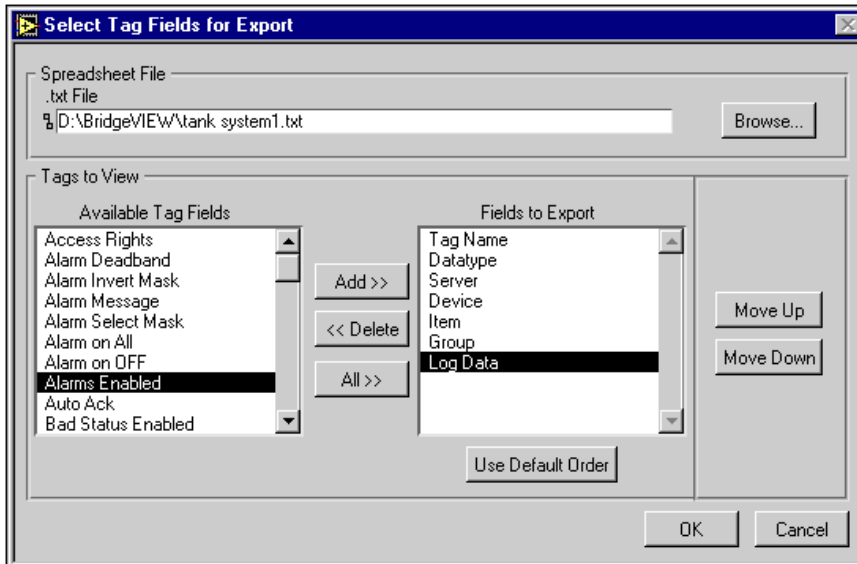 Select Tag Fields for Export
Spreadsheet File
.txt File
D:\BridgeVIEW\tank system1.txt
Browse...
Tags to View
Available Tag Fields
Access Rights
Alarm Deadband
Alarm Invert Mask
Alarm Message
Alarm Select Mask
Alarm on All
Alarm on OFF
Alarms Enabled
Auto Ack
Bad Status Enabled
Add >>
<< Delete
All >>
Fields to Export
Tag Name
Datatype
Server
Device
Item
Group
Log Data
Use Default Order
Move Up
Move Down
OK
Cancel